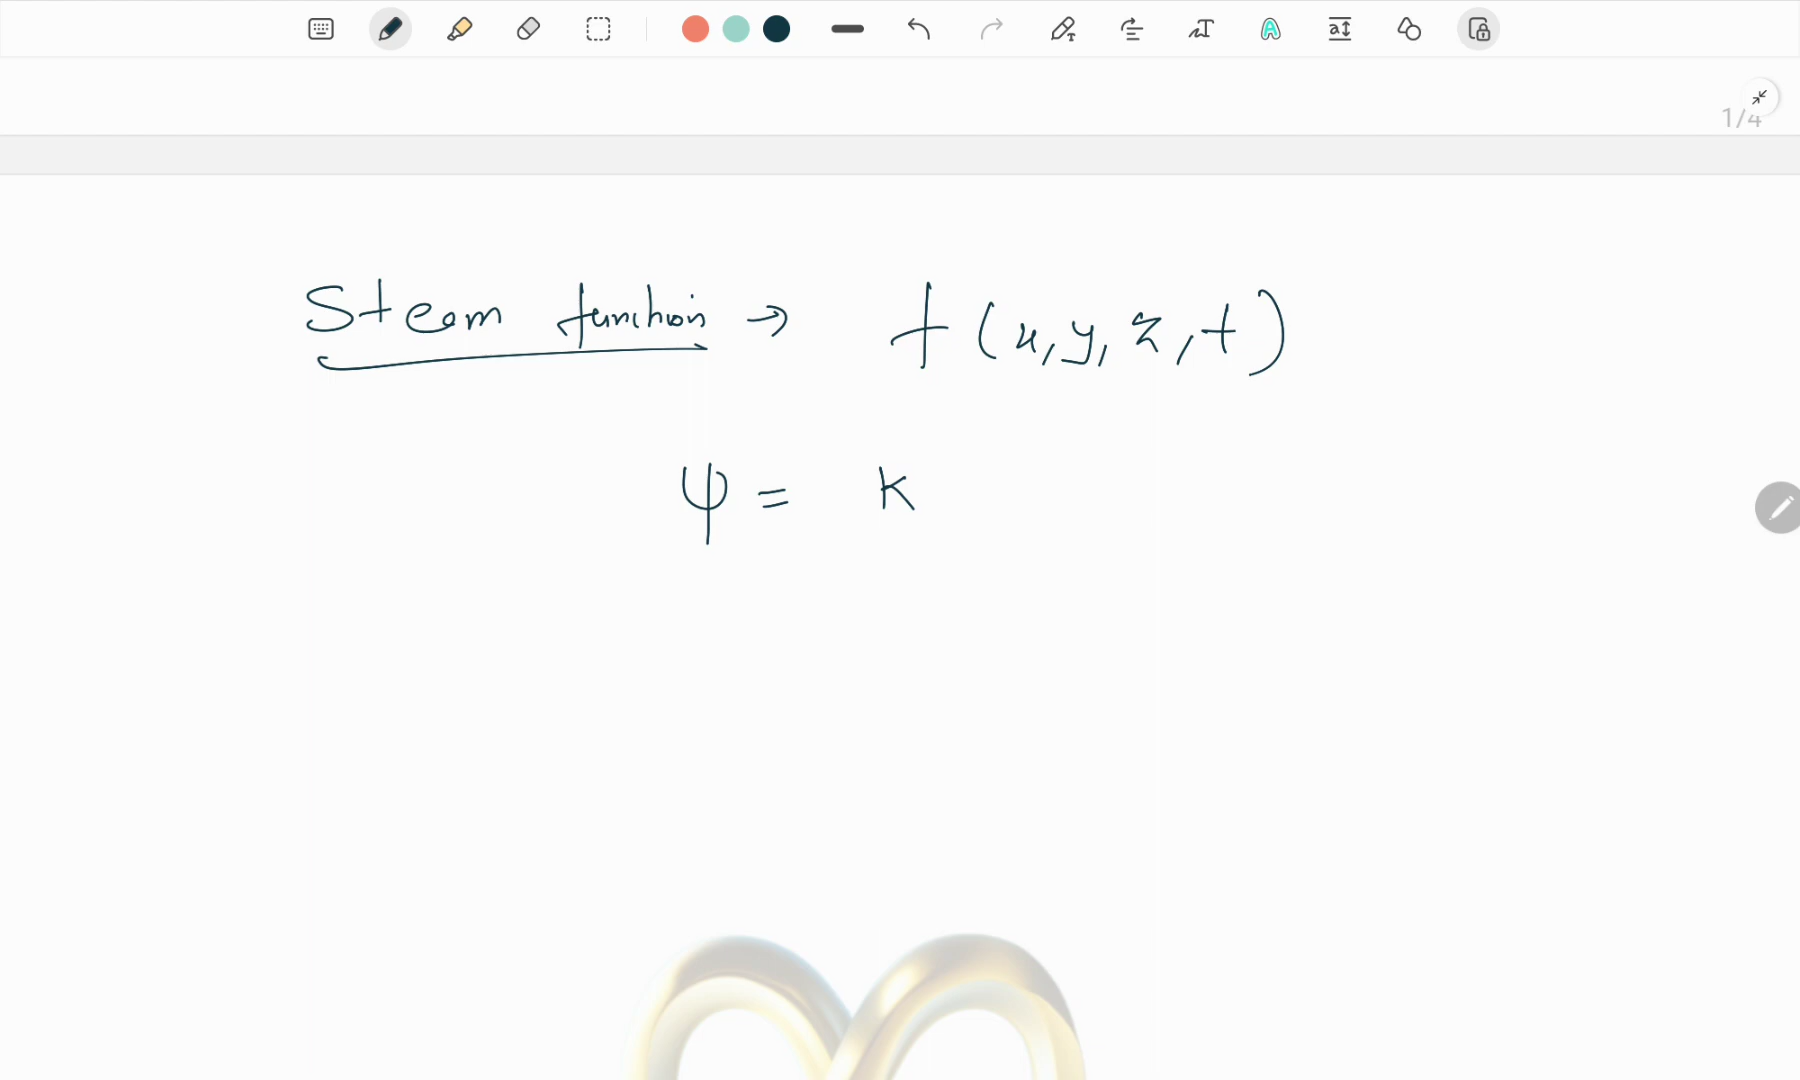 1/4
Steam function → f(x, y, z, t)
ψ = K